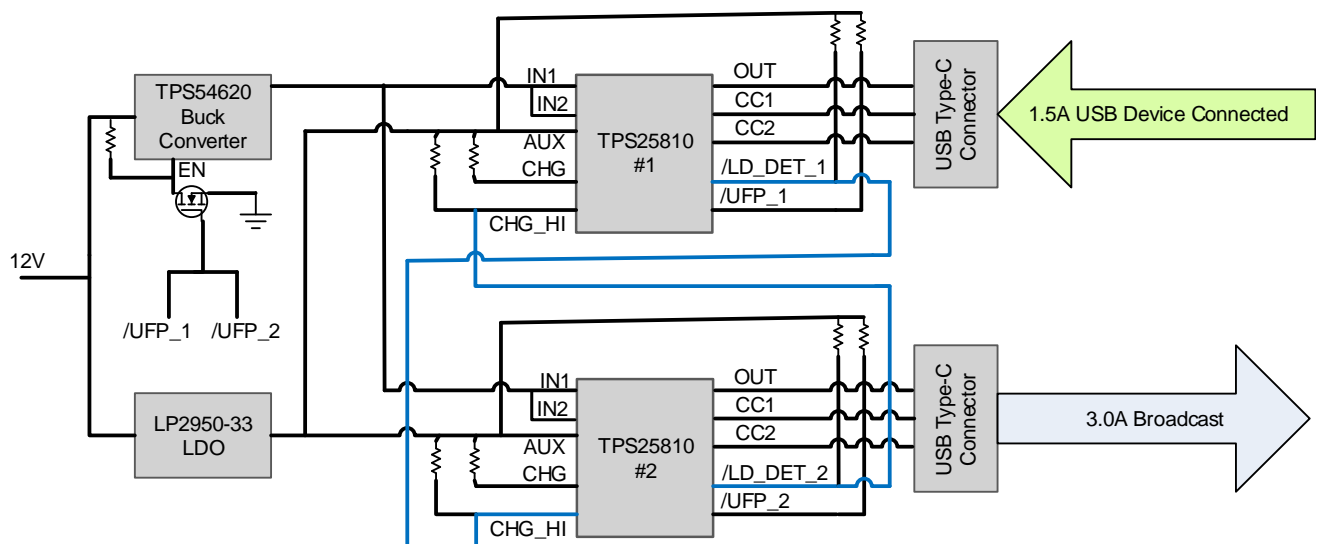 TPS54620
Buck
Converter
EN
12V
/UFP_1
/UFP_2
LP2950-33
LDO
IN1
IN2
AUX
CHG
CHG_HI
TPS25810
#1
OUT
CC1
CC2
/LD_DET_1
/UFP_1
USB Type-C
Connector
1.5A USB Device Connected
IN1
IN2
AUX
CHG
CHG_HI
TPS25810
#2
OUT
CC1
CC2
/LD_DET_2
/UFP_2
USB Type-C
Connector
3.0A Broadcast